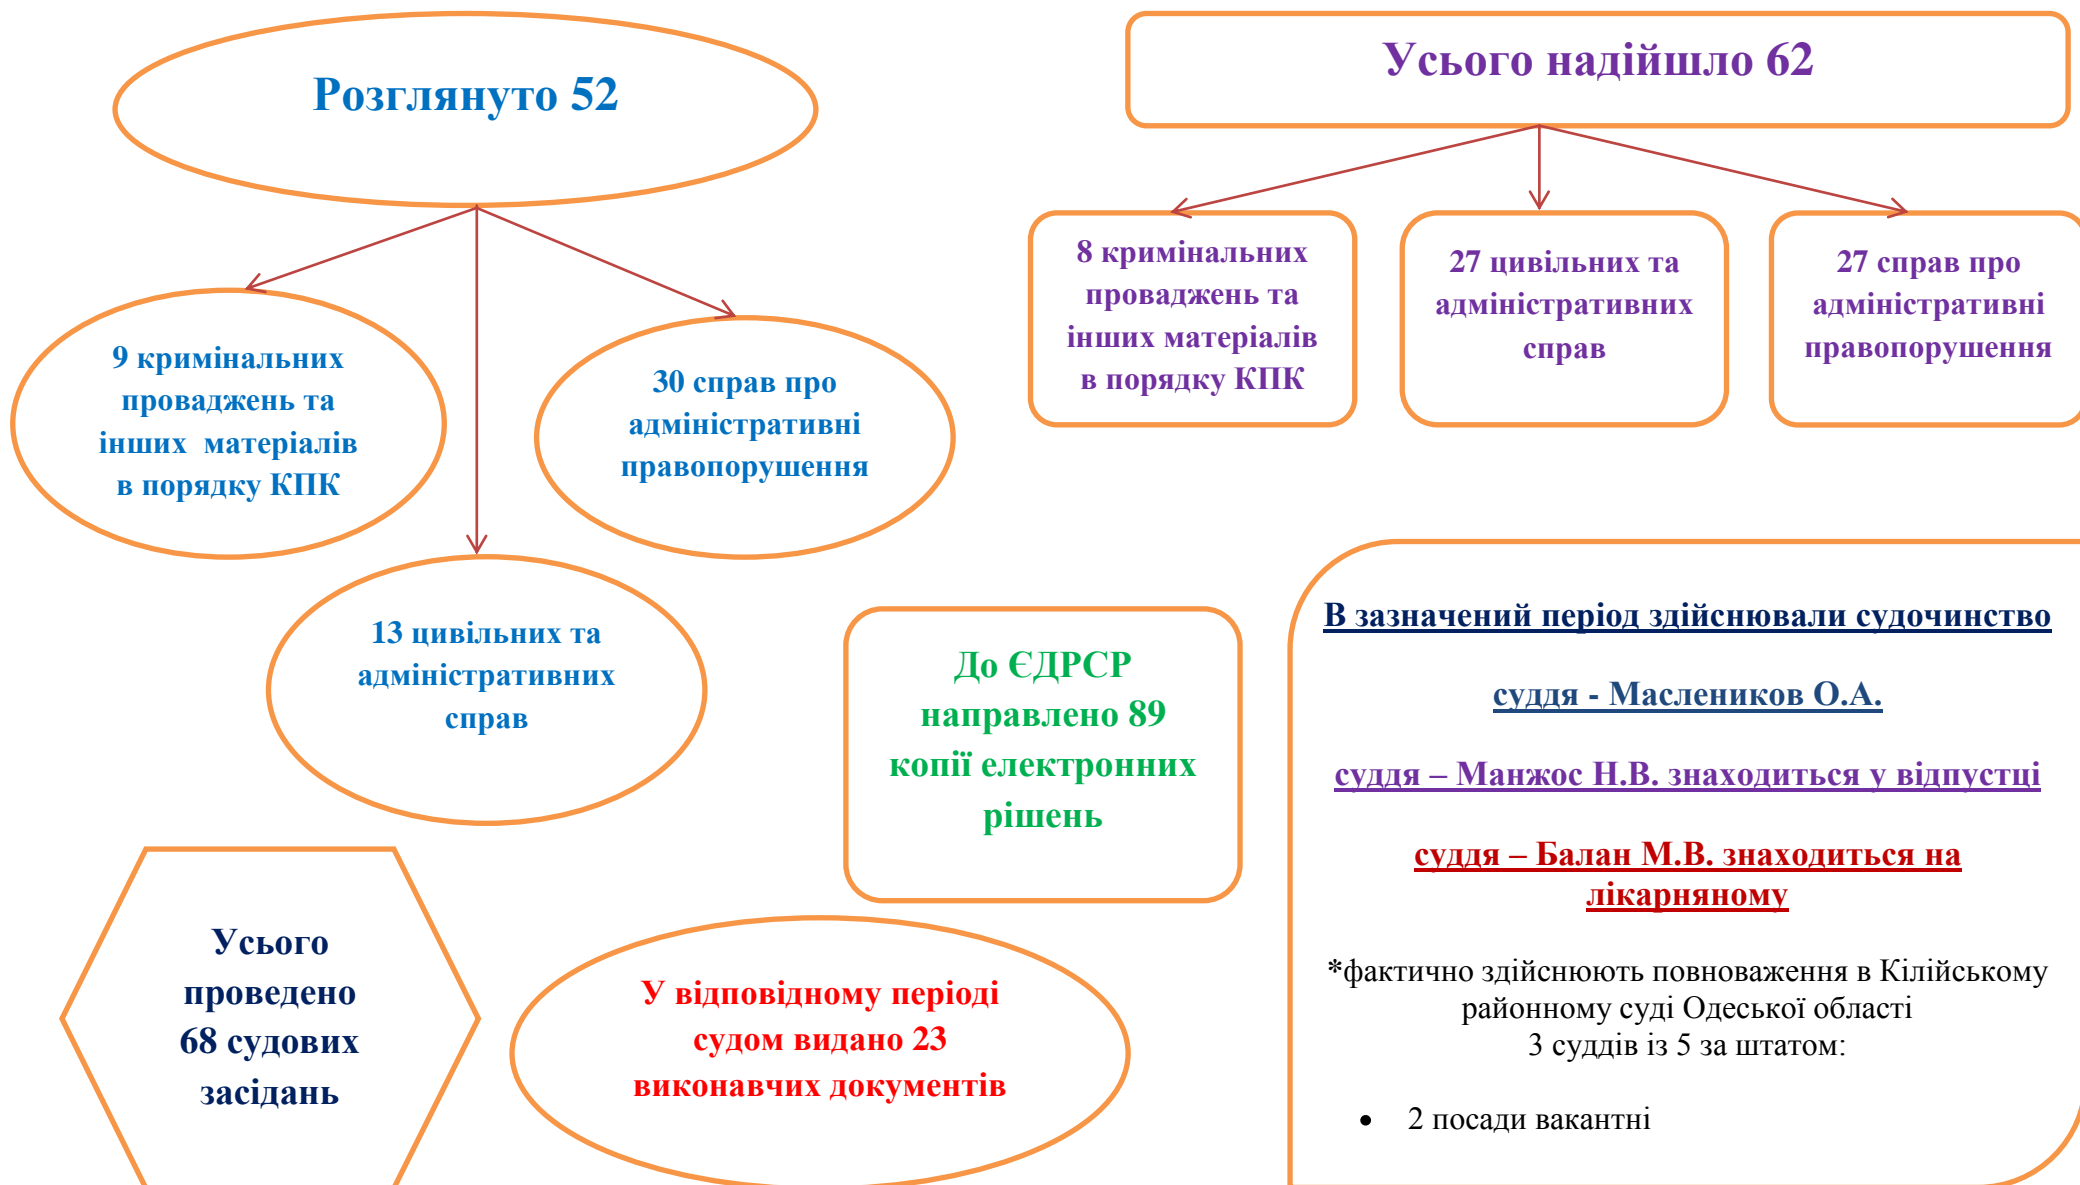 Розглянуто 52
9 кримінальних
проваджень та
інших  матеріалів
в порядку КПК
30 справ про
адміністративні
правопорушення
13 цивільних та
адміністративних
справ
Усього надійшло 62
8 кримінальних
проваджень та
інших матеріалів
в порядку КПК
27 цивільних та
адміністративних
справ
27 справ про
адміністративні
правопорушення
До ЄДРСР
направлено 89
копії електронних
рішень
Усього
проведено
68 судових
засідань
У відповідному періоді
судом видано 23
виконавчих документів
В зазначений період здійснювали судочинство
суддя - Маслеников О.А.
суддя – Манжос Н.В. знаходиться у відпустці
суддя – Балан М.В. знаходиться на
лікарняному
*фактично здійснюють повноваження в Кілійському
районному суді Одеської області
3 суддів із 5 за штатом:
• 2 посади вакантні